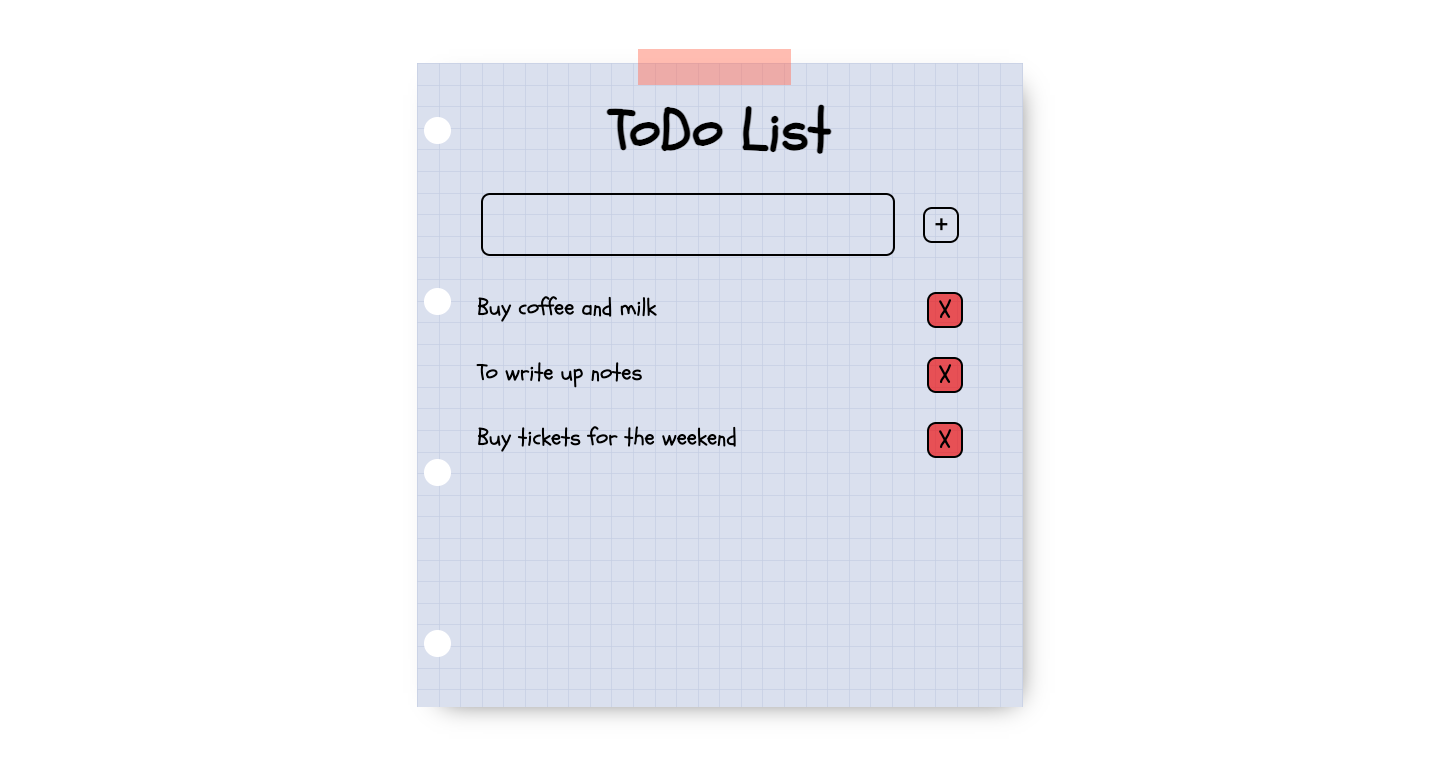 ToDo List
+
Buy coffee and milk
X
To write up notes
X
Buy tickets for the weekend
X